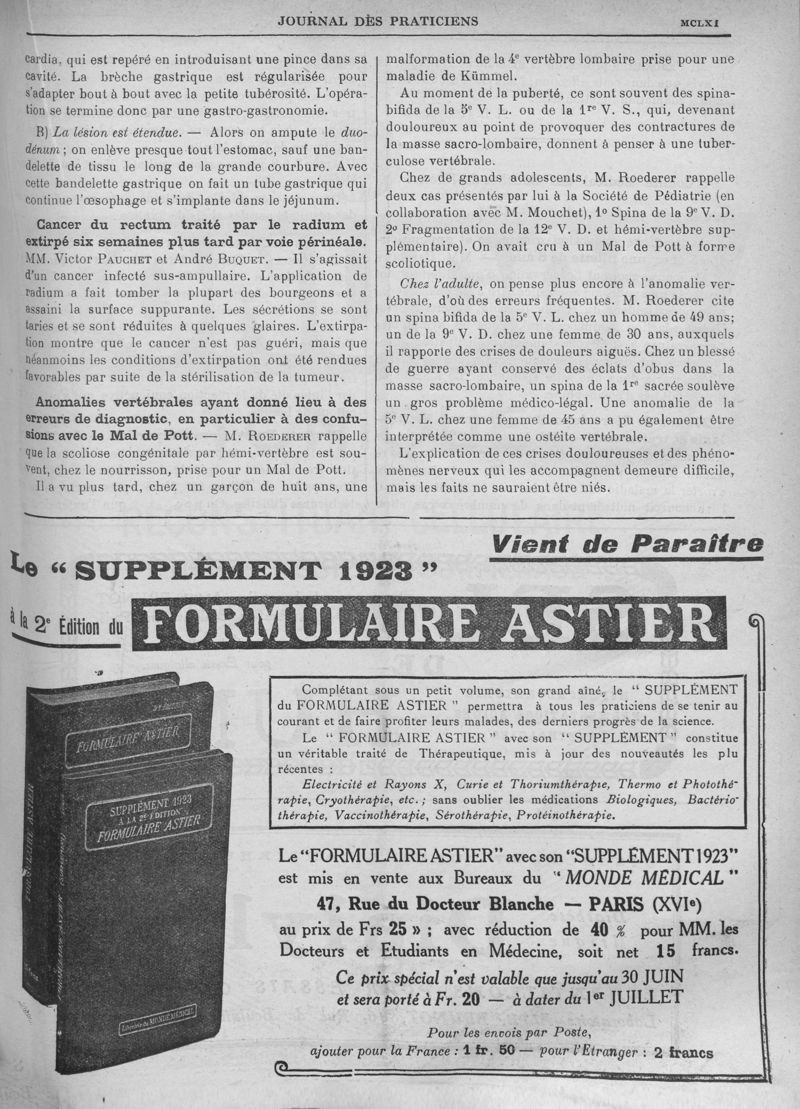 JOURNAL DES PRATICIENS
MCLXI
cardia, qui est repéré en introduisant une pince dans sa
cavité. La brèche gastrique est régularisée pour
s'adapter bout à bout avec la petite tubérosité. L'opéra-
tion se termine donc par une gastro-gastronomie.
B) La lésion est étendue. — Alors on ampute le duo-
dénum ; on enlève presque tout l'estomac, sauf une ban-
delette de tissu le long de la grande courbure. Avec
cette bandelette gastrique on fait un tube gastrique qui
continue l'œsophage et s'implante dans le jéjunum.
Cancer du rectum traité par le radium et
extirpé six semaines plus tard par voie périnéale.
MM. Victor PAUCHET et André BUQUET. — Il s'agissait
d'un cancer infecté sus-ampullaire. L'application de
radium a fait tomber la plupart des bourgeons et a
assaini la surface suppurante. Les sécrétions se sont
taries et se sont réduites à quelques glaires. L'extirpa-
tion montre que le cancer n'est pas guéri, mais que
néanmoins les conditions d'extirpation ont été rendues
favorables par suite de la stérilisation de la tumeur.
Anomalies vertébrales ayant donné lieu à des
erreurs de diagnostic, en particulier à des confu-
sions avec le Mal de Pott. — M. ROEDERER rappelle
que la scoliose congénitale par hémi-vertèbre est sou-
vent, chez le nourrisson, prise pour un Mal de Pott.
Il a vu plus tard, chez un garçon de huit ans, une
malformation de la 4e vertèbre lombaire prise pour une
maladie de Kümmel.
Au moment de la puberté, ce sont souvent des spina-
bifida de la 5e V. L. ou de la 1re V. S., qui, devenant
douloureux au point de provoquer des contractures de
la masse sacro-lombaire, donnent à penser à une tuber-
culose vertébrale.
Chez de grands adolescents, M. Roederer rappelle
deux cas présentés par lui à la Société de Pédiatrie (en
collaboration avec M. Mouchet), 1o Spina de la 9e V. D.
2o Fragmentation de la 12e V. D. et hémi-vertèbre sup-
plémentaire). On avait cru à un Mal de Pott à forme
scoliotique.
Chez l'adulte, on pense plus encore à l'anomalie ver-
tébrale, d'où des erreurs fréquentes. M. Roederer cite
un spina bifida de la 5e V. L. chez un homme de 49 ans;
un de la 9e V. D. chez une femme de 30 ans, auxquels
il rapporte des crises de douleurs aiguës. Chez un blessé
de guerre ayant conservé des éclats d'obus dans la
masse sacro-lombaire, un spina de la 1re sacrée soulève
un gros problème médico-légal. Une anomalie de la
5e V. L. chez une femme de 45 ans a pu également être
interprétée comme une ostéite vertébrale.
L'explication de ces crises douloureuses et des phéno-
mènes nerveux qui les accompagnent demeure difficile,
mais les faits ne sauraient être niés.
Vient de Paraître
Le “ SUPPLÉMENT 1923 ”
à la 2e Édition du FORMULAIRE ASTIER
Complétant sous un petit volume, son grand aîné, le “ SUPPLÉMENT
du FORMULAIRE ASTIER ” permettra à tous les praticiens de se tenir au
courant et de faire profiter leurs malades, des derniers progrès de la science.
Le “ FORMULAIRE ASTIER ” avec son “ SUPPLÉMENT ” constitue
un véritable traité de Thérapeutique, mis à jour des nouveautés les plu
récentes :
Electricité et Rayons X, Curie et Thoriumthérapie, Thermo et Photothé-
rapie, Cryothérapie, etc. ; sans oublier les médications Biologiques, Bactério-
thérapie, Vaccinothérapie, Sérothérapie, Protéinothérapie.
FORMULAIRE ASTIER
SUPPLÉMENT 1923
A LA 2e EDITION
FORMULAIRE ASTIER
FORMULAIRE ASTIER
Librairie du MONDE MÉDICAL
Le “FORMULAIRE ASTIER” avec son “SUPPLÉMENT 1923”
est mis en vente aux Bureaux du “ MONDE MÉDICAL ”
47, Rue du Docteur Blanche — PARIS (XVIe)
au prix de Frs 25 » ; avec réduction de 40 % pour MM. les
Docteurs et Etudiants en Médecine, soit net 15 francs.
Ce prix spécial n'est valable que jusqu'au 30 JUIN
et sera porté à Fr. 20 — à dater du 1er JUILLET
Pour les envois par Poste,
ajouter pour la France : 1 fr. 50 — pour l'Etranger : 2 francs